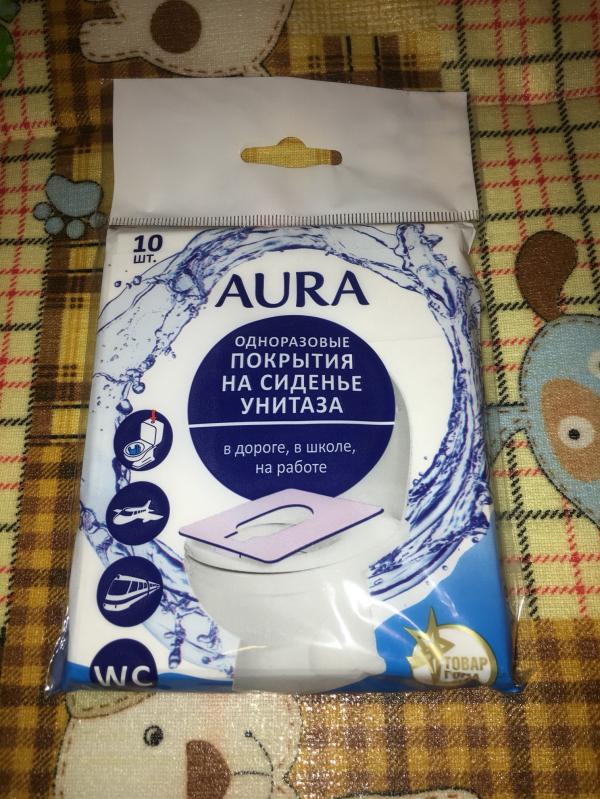 10
ШТ.
AURA
ОДНОРАЗОВЫЕ
ПОКРЫТИЯ
НА СИДЕНЬЕ
УНИТАЗА
в дороге, в школе,
на работе
WC
ТОВАР
ГОДА